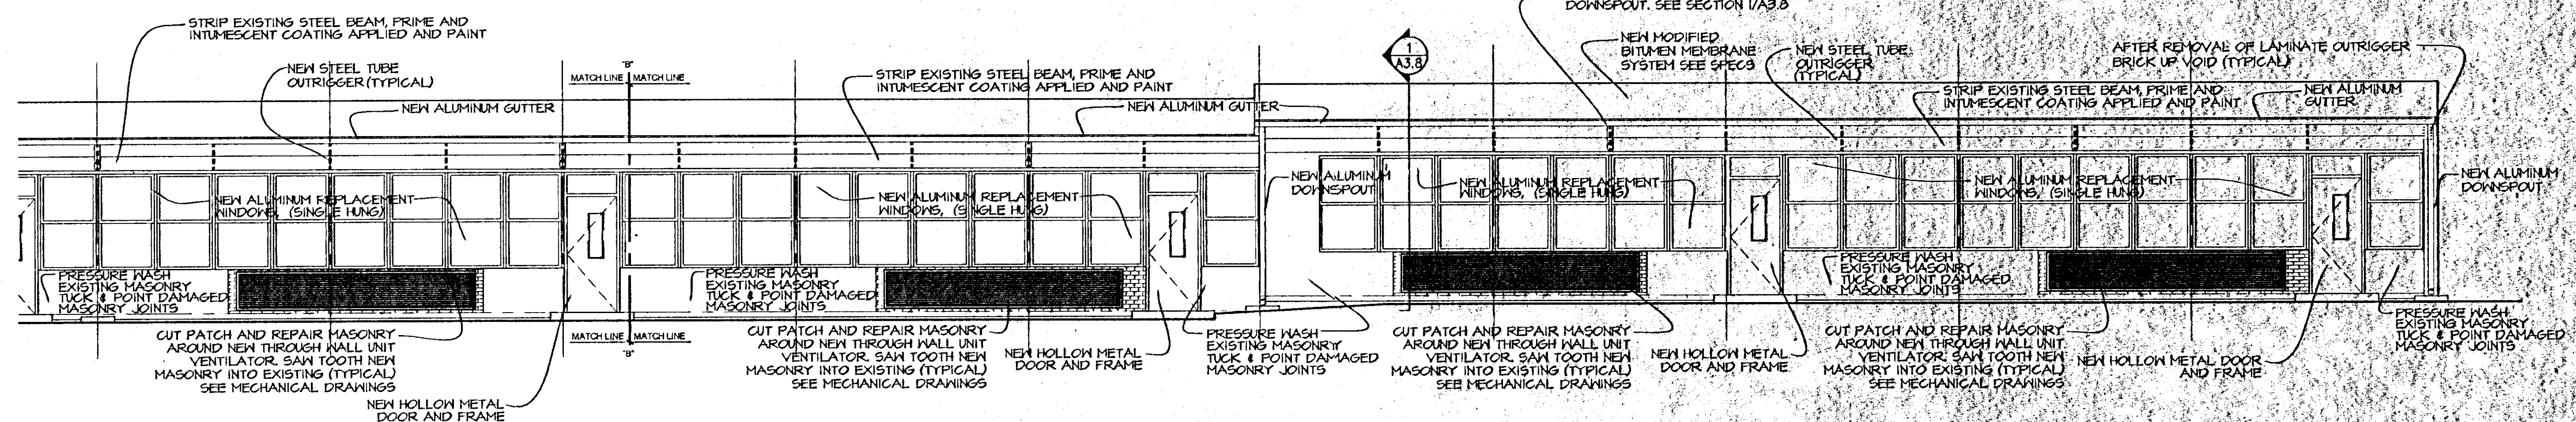 DOWNSPOUT. SEE SECTION 1/A3.8
STRIP EXISTING STEEL BEAM, PRIME AND
INTUMESCENT COATING APPLIED AND PAINT
NEW STEEL TUBE
OUTRIGGER (TYPICAL)
NEW ALUMINUM GUTTER
"B"
MATCH LINE
MATCH LINE
STRIP EXISTING STEEL BEAM, PRIME AND
INTUMESCENT COATING APPLIED AND PAINT
NEW ALUMINUM GUTTER
1
A3.8
NEW MODIFIED
BITUMEN MEMBRANE
SYSTEM SEE SPECS
NEW STEEL TUBE
OUTRIGGER
(TYPICAL)
AFTER REMOVAL OF LAMINATE OUTRIGGER
BRICK UP VOID (TYPICAL)
STRIP EXISTING STEEL BEAM, PRIME AND
INTUMESCENT COATING APPLIED AND PAINT
NEW ALUMINUM
GUTTER
NEW ALUMINUM REPLACEMENT
WINDOWS, (SINGLE HUNG)
NEW ALUMINUM REPLACEMENT
WINDOWS, (SINGLE HUNG)
NEW ALUMINUM
DOWNSPOUT
NEW ALUMINUM REPLACEMENT
WINDOWS, (SINGLE HUNG)
NEW ALUMINUM REPLACEMENT
WINDOWS, (SINGLE HUNG)
NEW ALUMINUM
DOWNSPOUT
PRESSURE WASH
EXISTING MASONRY
TUCK & POINT DAMAGED
MASONRY JOINTS
PRESSURE WASH
EXISTING MASONRY
TUCK & POINT DAMAGED
MASONRY JOINTS
PRESSURE WASH
EXISTING MASONRY
TUCK & POINT DAMAGED
MASONRY JOINTS
CUT PATCH AND REPAIR MASONRY
AROUND NEW THROUGH WALL UNIT
VENTILATOR. SAW TOOTH NEW
MASONRY INTO EXISTING (TYPICAL)
SEE MECHANICAL DRAWINGS
NEW HOLLOW METAL
DOOR AND FRAME
MATCH LINE
MATCH LINE
"B"
CUT PATCH AND REPAIR MASONRY
AROUND NEW THROUGH WALL UNIT
VENTILATOR. SAW TOOTH NEW
MASONRY INTO EXISTING (TYPICAL)
SEE MECHANICAL DRAWINGS
NEW HOLLOW METAL
DOOR AND FRAME
PRESSURE WASH
EXISTING MASONRY
TUCK & POINT DAMAGED
MASONRY JOINTS
CUT PATCH AND REPAIR MASONRY
AROUND NEW THROUGH WALL UNIT
VENTILATOR. SAW TOOTH NEW
MASONRY INTO EXISTING (TYPICAL)
SEE MECHANICAL DRAWINGS
NEW HOLLOW METAL
DOOR AND FRAME
CUT PATCH AND REPAIR MASONRY
AROUND NEW THROUGH WALL UNIT
VENTILATOR. SAW TOOTH NEW
MASONRY INTO EXISTING (TYPICAL)
SEE MECHANICAL DRAWINGS
NEW HOLLOW METAL DOOR
AND FRAME
PRESSURE WASH
EXISTING MASONRY
TUCK & POINT DAMAGED
MASONRY JOINTS